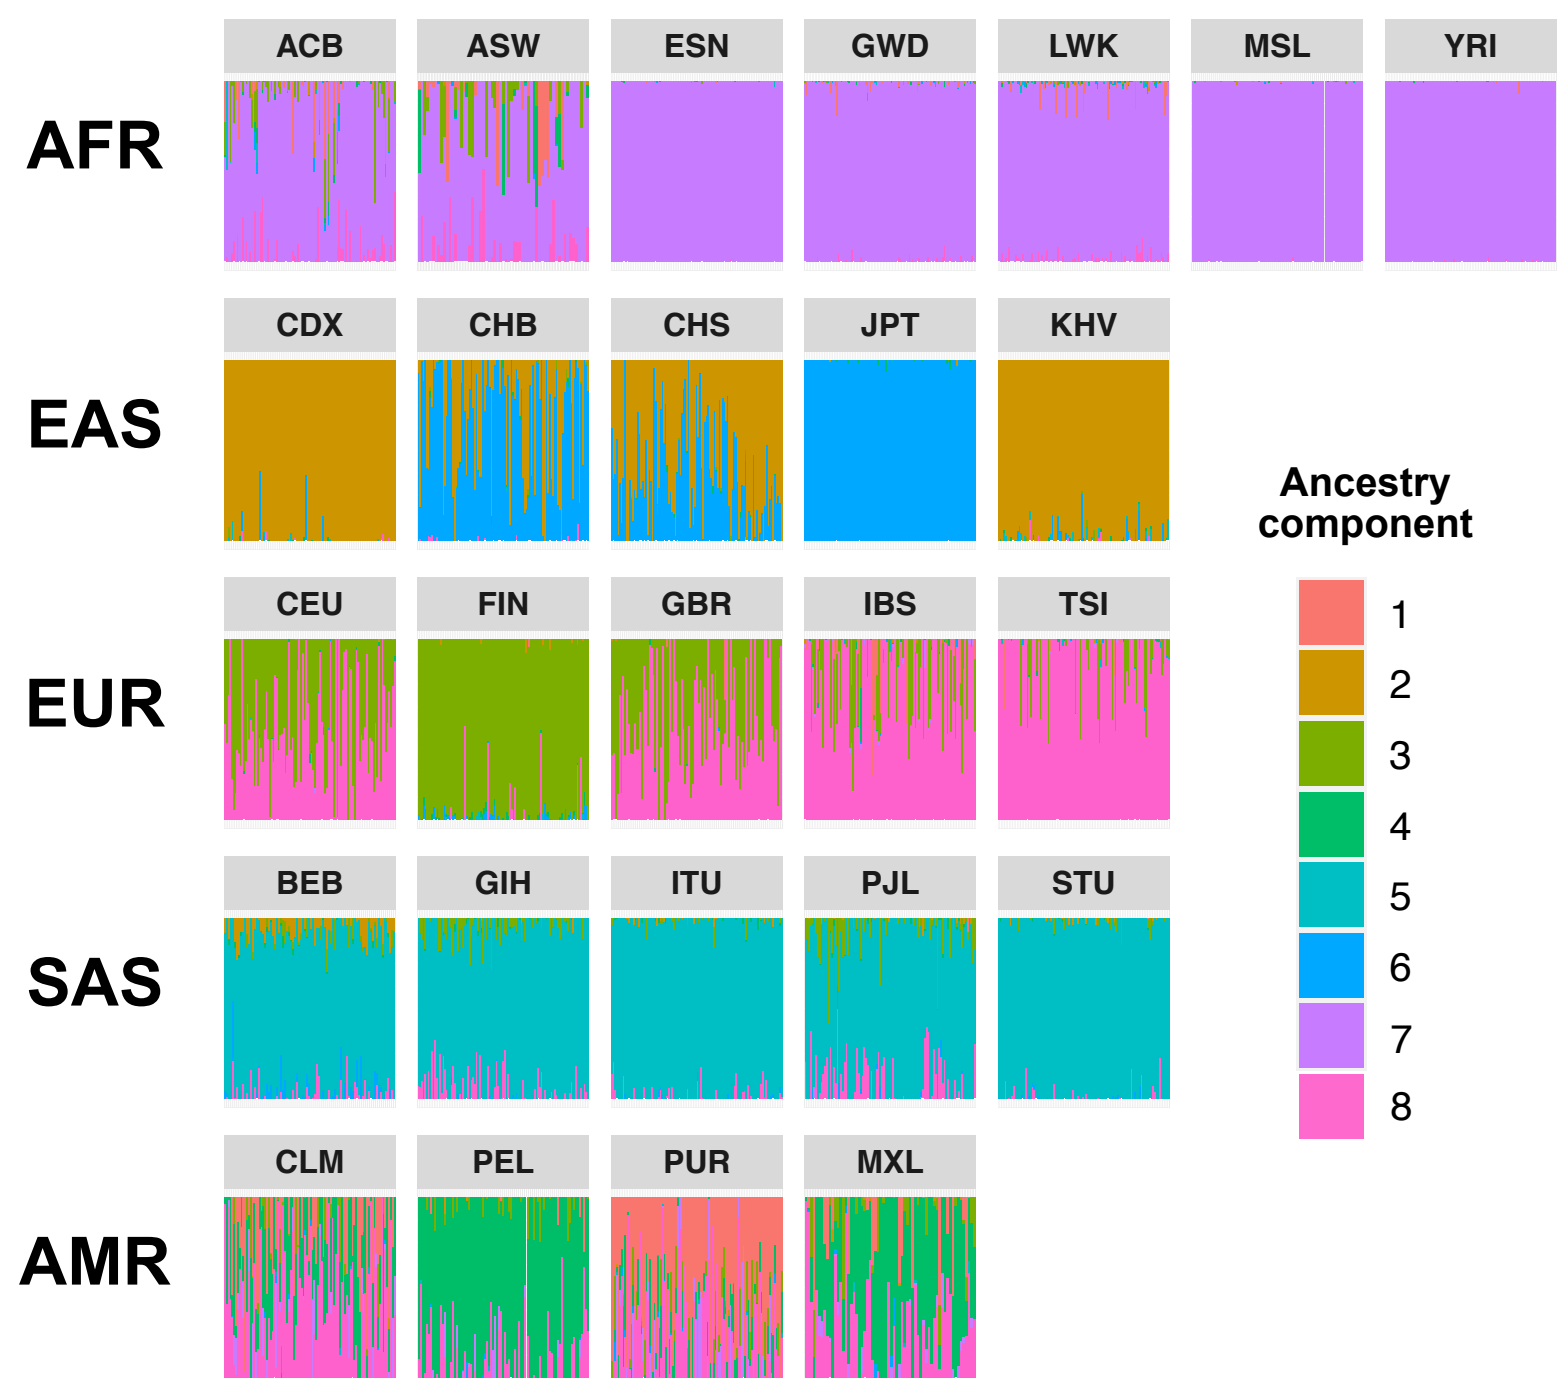 ACB ASW ESN GWD LWK MSL YRI
AFR
CDX CHB CHS JPT KHV
EAS
CEU FIN GBR IBS TSI
EUR
BEB GIH ITU PJL STU
SAS
CLM PEL PUR MXL
AMR
Ancestry
component
1
2
3
4
5
6
7
8